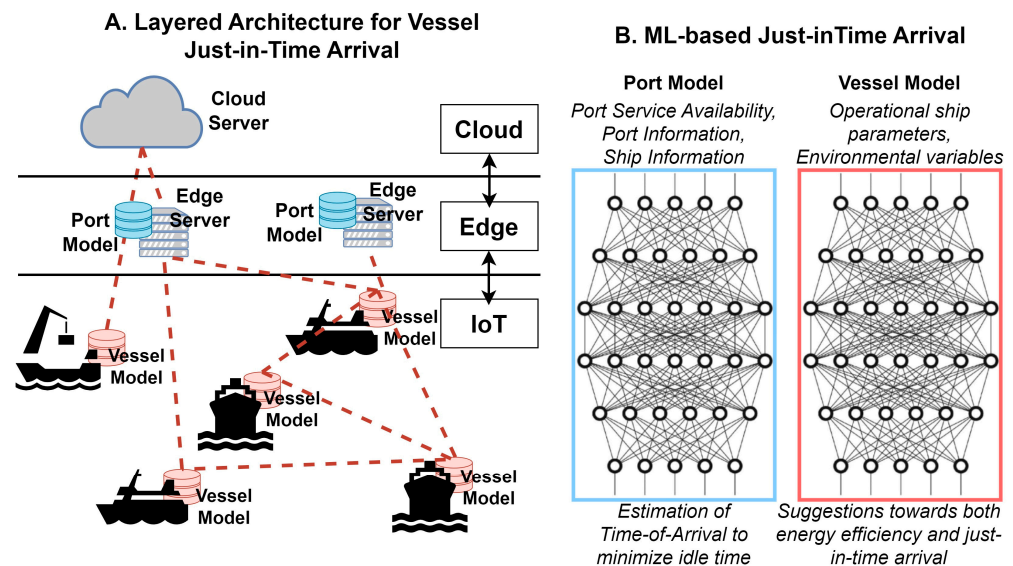 A. Layered Architecture for Vessel
Just-in-Time Arrival
Cloud
Server
Cloud
Edge
Server
Port
Model
Edge
Server
Port
Model
Edge
IoT
Vessel
Model
Vessel
Model
Vessel
Model
Vessel
Model
Vessel
Model
B. ML-based Just-inTime Arrival
Port Model
Port Service Availability,
Port Information,
Ship Information
Estimation of
Time-of-Arrival to
minimize idle time
Vessel Model
Operational ship
parameters,
Environmental variables
Suggestions towards both
energy efficiency and just-
in-time arrival